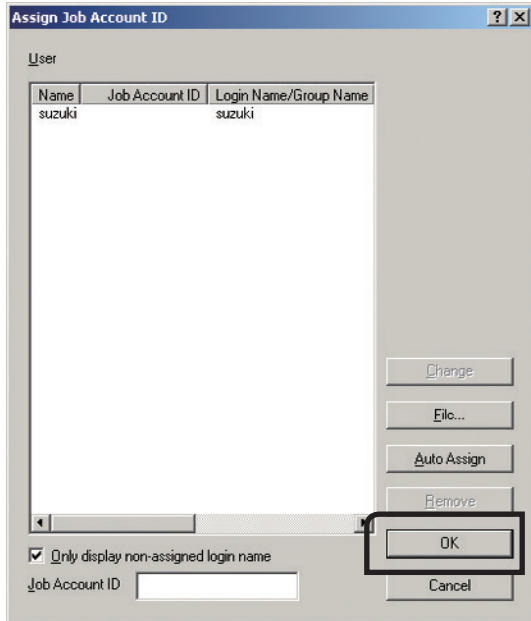 Assign Job Account ID
User
Name Job Account ID Login Name/Group Name
suzuki suzuki
Change
File...
Auto Assign
Remove
OK
Only display non-assigned login name
Job Account ID
Cancel